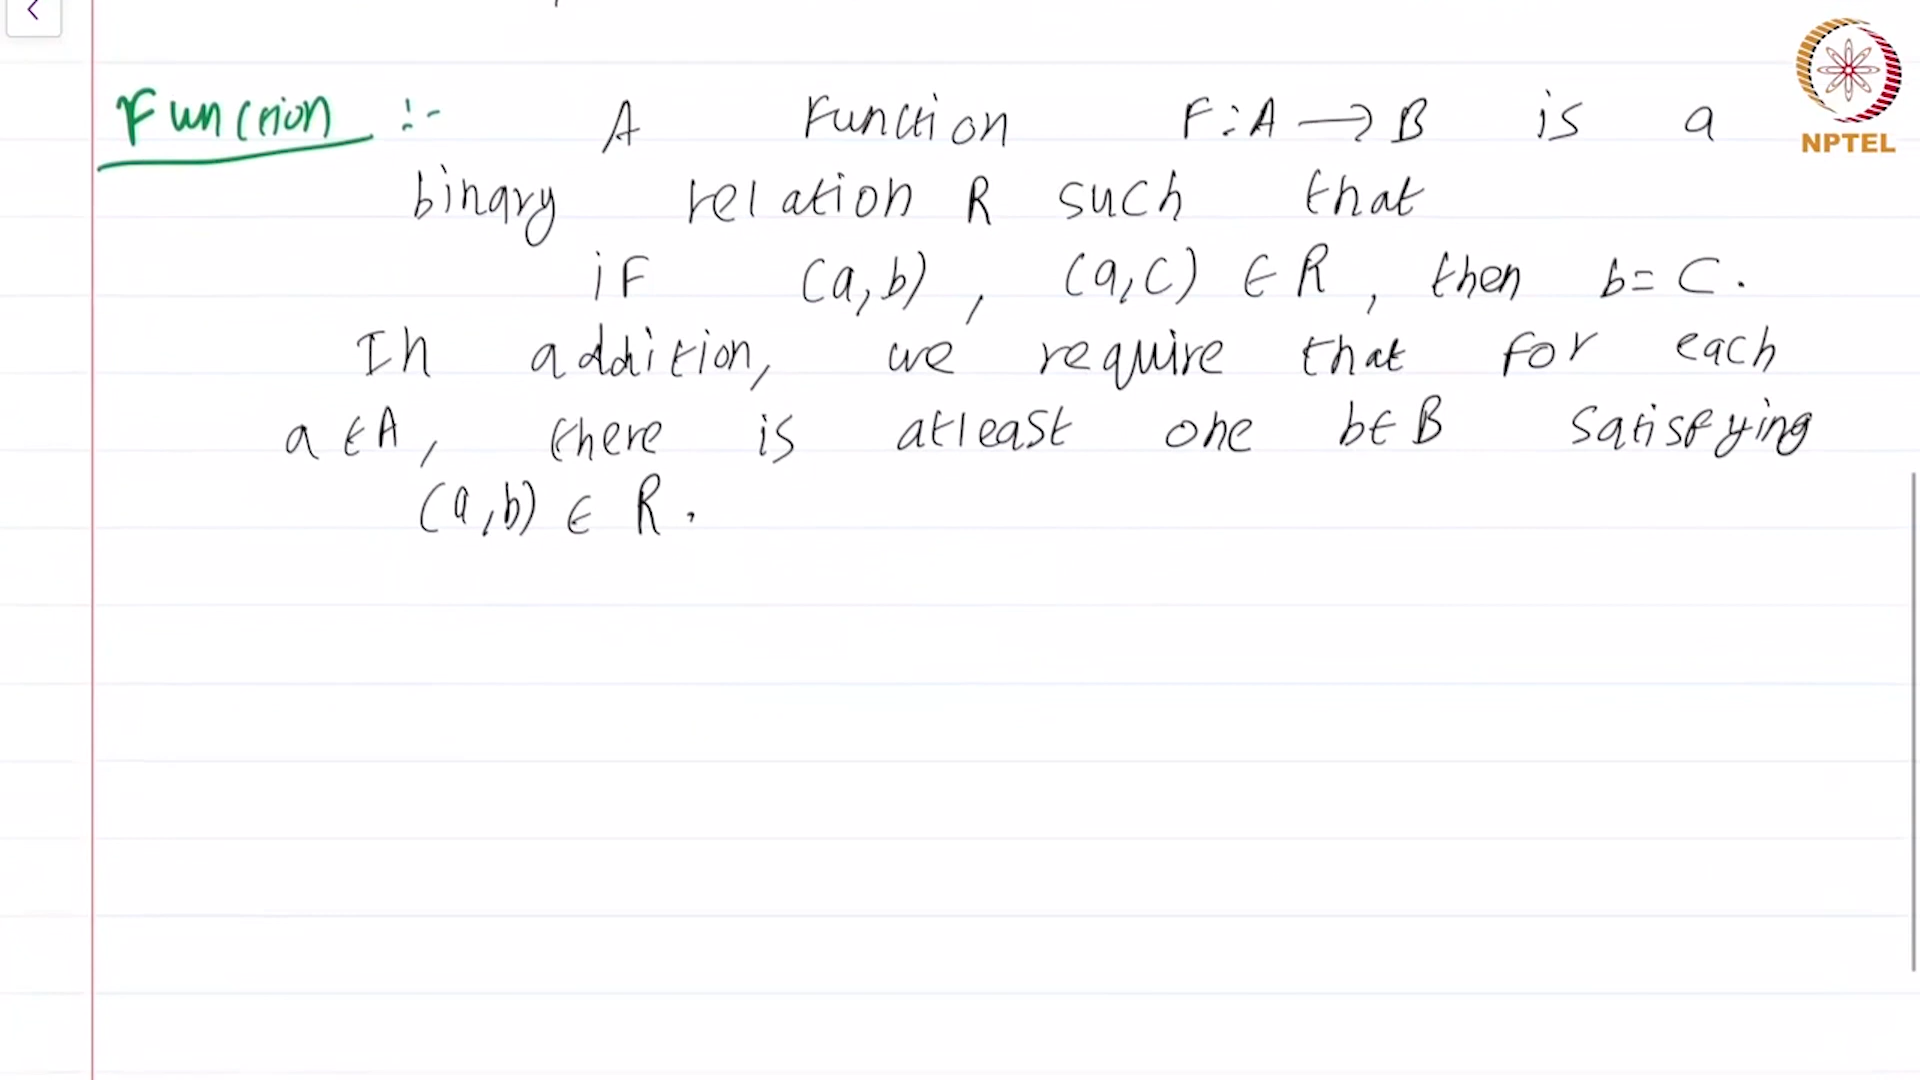 Function :- A Function F:A → B is a
NPTEL
binary relation R such that
if (a,b), (a,c) ∈ R, then b = c.
In addition, we require that for each
a ∈ A, there is atleast one b ∈ B satisfying
(a,b) ∈ R.